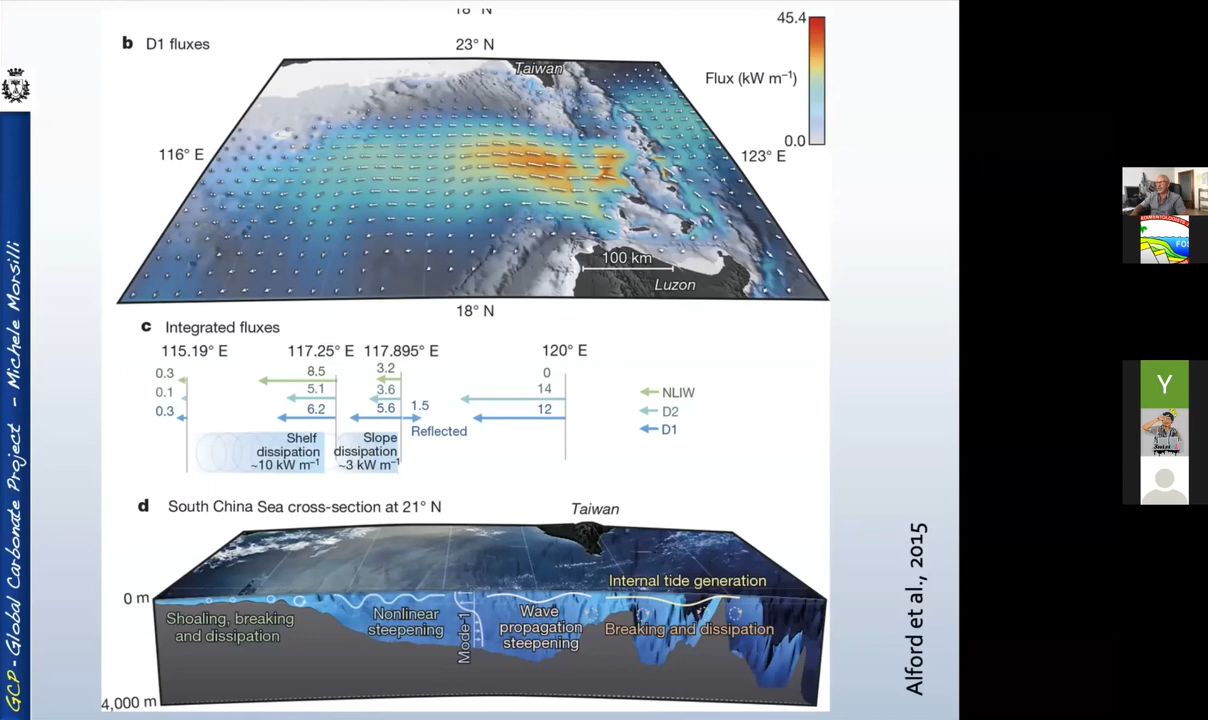 18° N
b D1 fluxes
23° N
45.4
Taiwan
Flux (kW m⁻¹)
0.0
116° E
123° E
100 km
Luzon
18° N
c Integrated fluxes
115.19° E 117.25° E 117.895° E 120° E
0.3 8.5 3.2 0
NLIW
0.1 5.1 3.6 14
D2
0.3 6.2 5.6 1.5 12
D1
Reflected
Shelf
dissipation
~10 kW m⁻¹
Slope
dissipation
~3 kW m⁻¹
d South China Sea cross-section at 21° N
Taiwan
Internal tide generation
0 m
Shoaling, breaking
and dissipation
Nonlinear
steepening
Mode-1
Wave
propagation
steepening
Breaking and dissipation
4,000 m
Alford et al., 2015
GCP - Global Carbonate Project - Michele Morsilli
Y